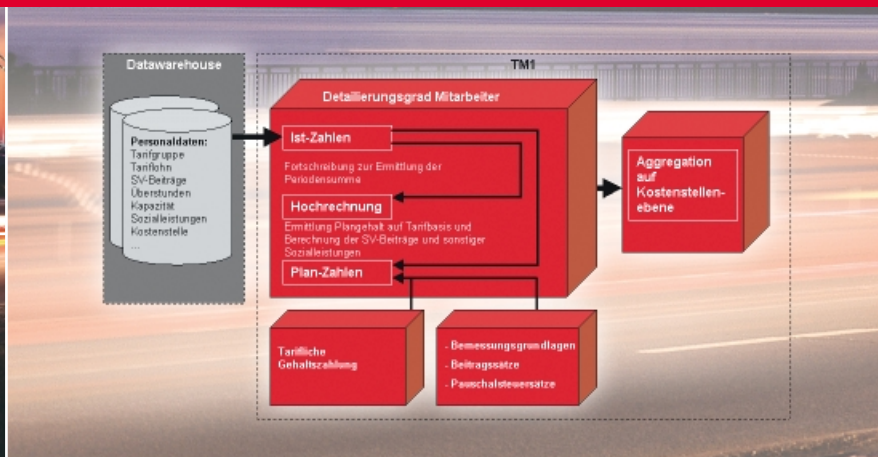 Datawarehouse
Personaldaten:
Tarifgruppe
Tariflohn
SV-Beiträge
Überstunden
Kapazität
Sozialleistungen
Kostenstelle
...
TM1
Detailierungsgrad Mitarbeiter
Ist-Zahlen
Fortschreibung zur Ermittlung der
Periodensumme
Hochrechnung
Ermittlung Plangehalt auf Tarifbasis und
Berechnung der SV-Beiträge und sonstiger
Sozialleistungen
Plan-Zahlen
Tarifliche
Gehaltszahlung
- Bemessungsgrundlagen
- Beitragssätze
- Pauschalsteuersätze
Aggregation
auf
Kostenstellen-
ebene